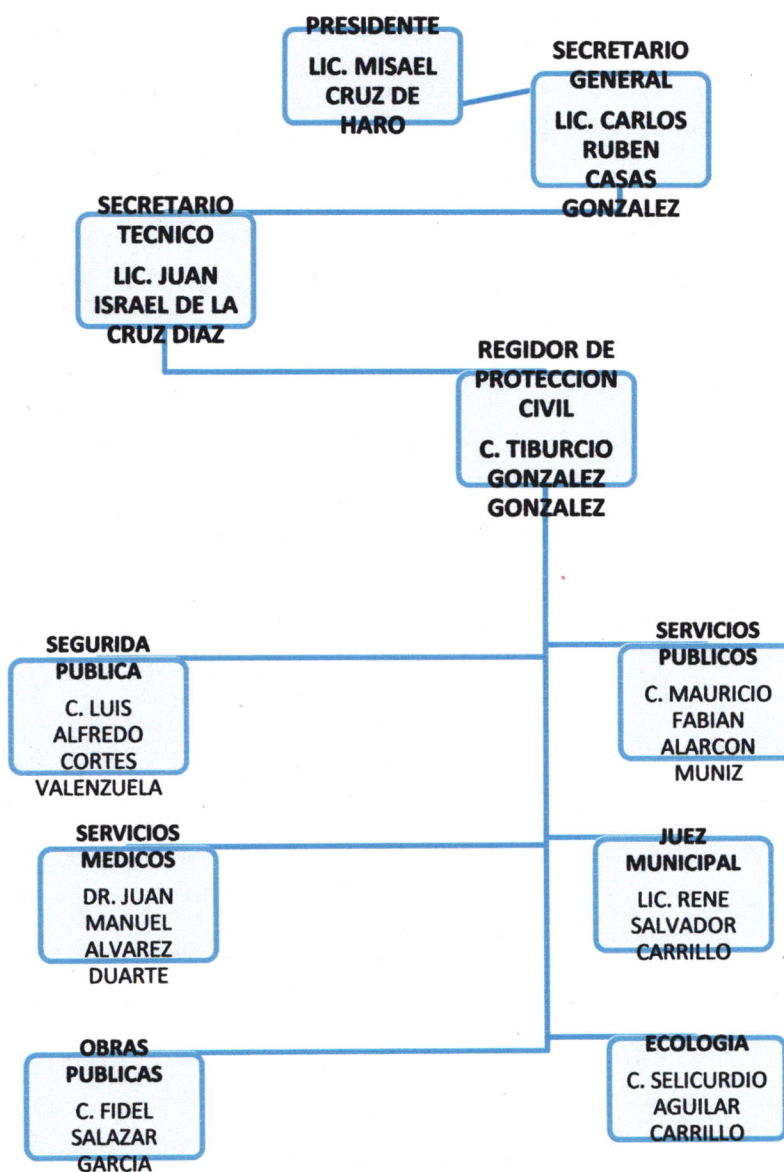 PRESIDENTE
LIC. MISAEL
CRUZ DE
HARO
SECRETARIO
GENERAL
LIC. CARLOS
RUBEN
CASAS
GONZALEZ
SECRETARIO
TECNICO
LIC. JUAN
ISRAEL DE LA
CRUZ DIAZ
REGIDOR DE
PROTECCION
CIVIL
C. TIBURCIO
GONZALEZ
GONZALEZ
SEGURIDA
PUBLICA
C. LUIS
ALFREDO
CORTES
VALENZUELA
SERVICIOS
PUBLICOS
C. MAURICIO
FABIAN
ALARCON
MUNIZ
SERVICIOS
MEDICOS
DR. JUAN
MANUEL
ALVAREZ
DUARTE
JUEZ
MUNICIPAL
LIC. RENE
SALVADOR
CARRILLO
OBRAS
PUBLICAS
C. FIDEL
SALAZAR
GARCIA
ECOLOGIA
C. SELICURDIO
AGUILAR
CARRILLO